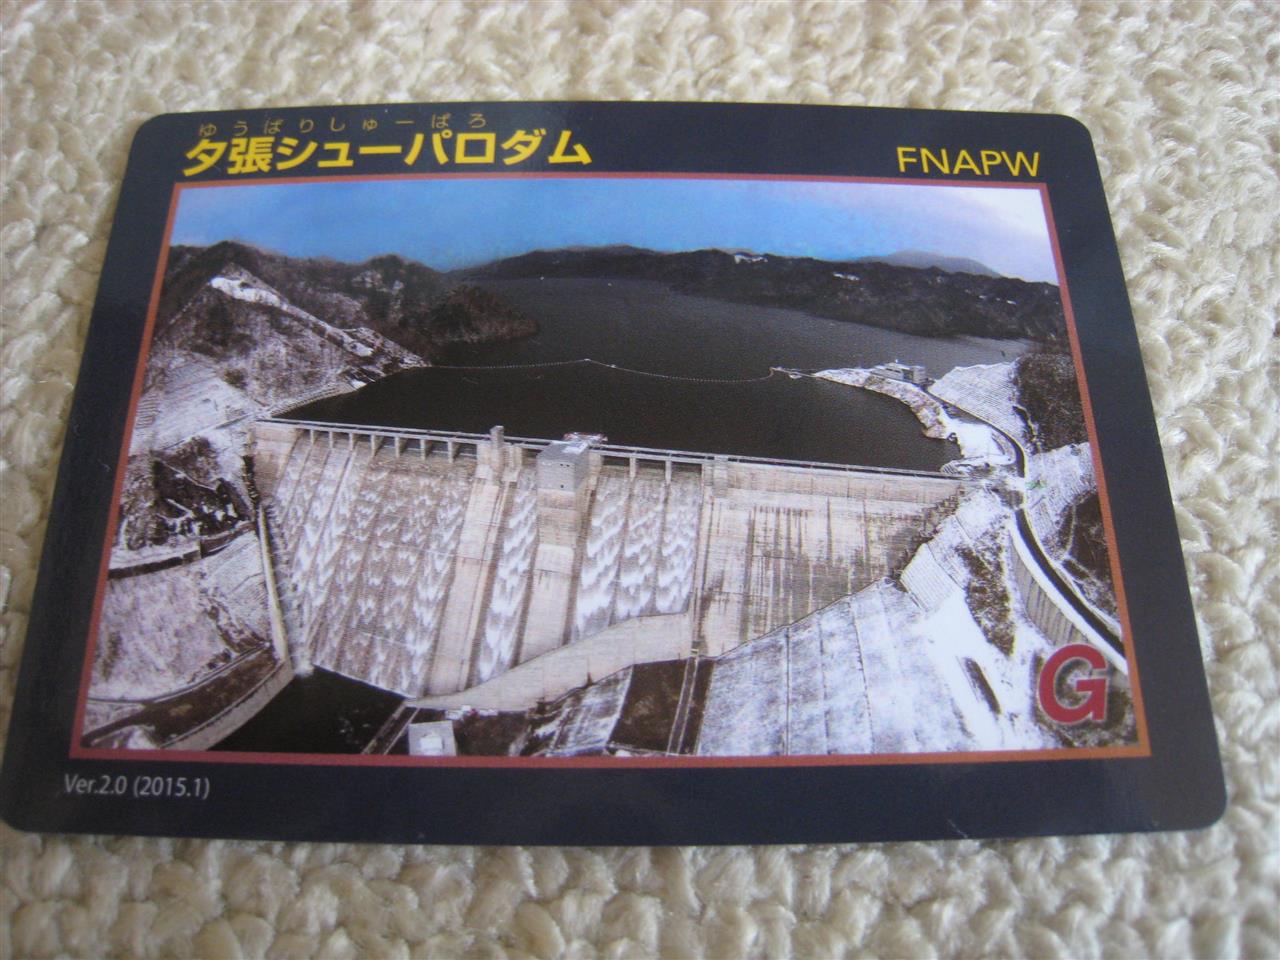 ゆうばりしゅーぱろ
夕張シューパロダム
FNAPW
G
Ver.2.0 (2015.1)